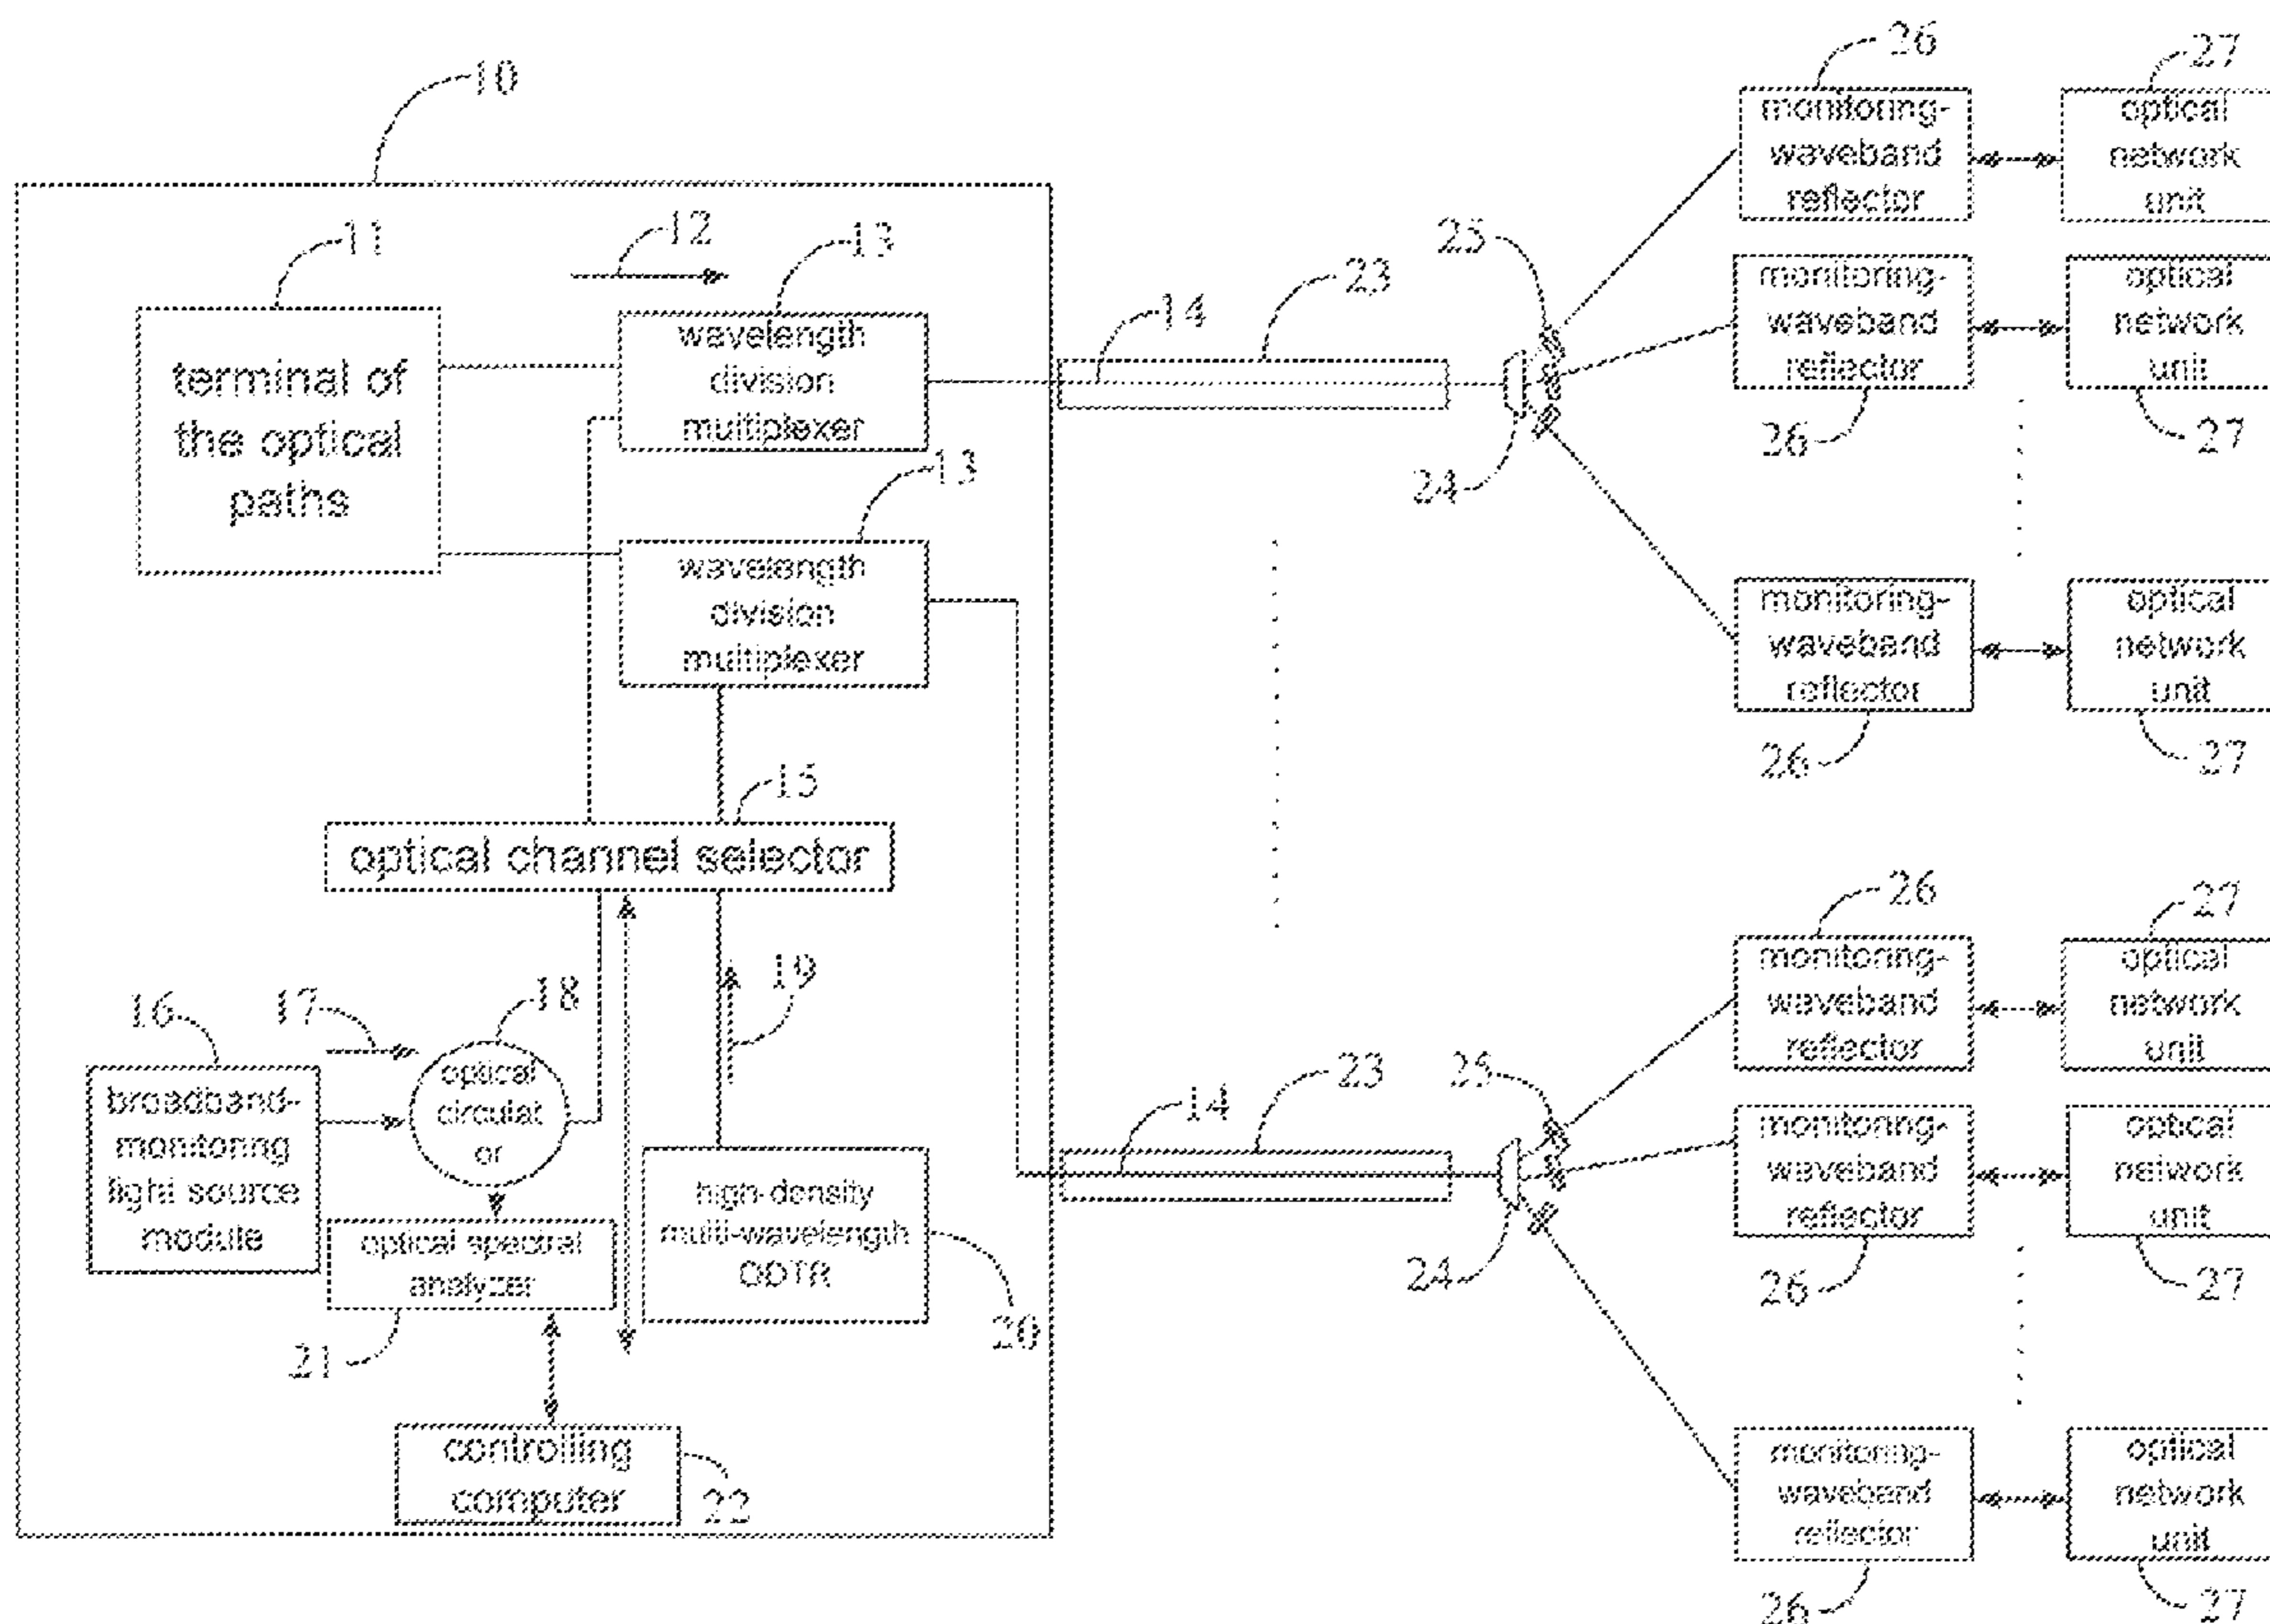 10
11
terminal of
the optical
paths
12
13
wavelength
division
multiplexer
13
wavelength
division
multiplexer
15
optical channel selector
16
broadband-
monitoring
light source
module
17
18
optical
circulat
or
19
high-density
multi-wavelength
ODTR
20
optical spectral
analyzer
21
controlling
computer
22
14
23
24
25
26
monitoring-
waveband
reflector
27
optical
network
unit
monitoring-
waveband
reflector
26
optical
network
unit
27
monitoring-
waveband
reflector
26
optical
network
unit
27
14
23
24
25
26
monitoring-
waveband
reflector
27
optical
network
unit
monitoring-
waveband
reflector
26
optical
network
unit
27
monitoring-
waveband
reflector
26
optical
network
unit
27